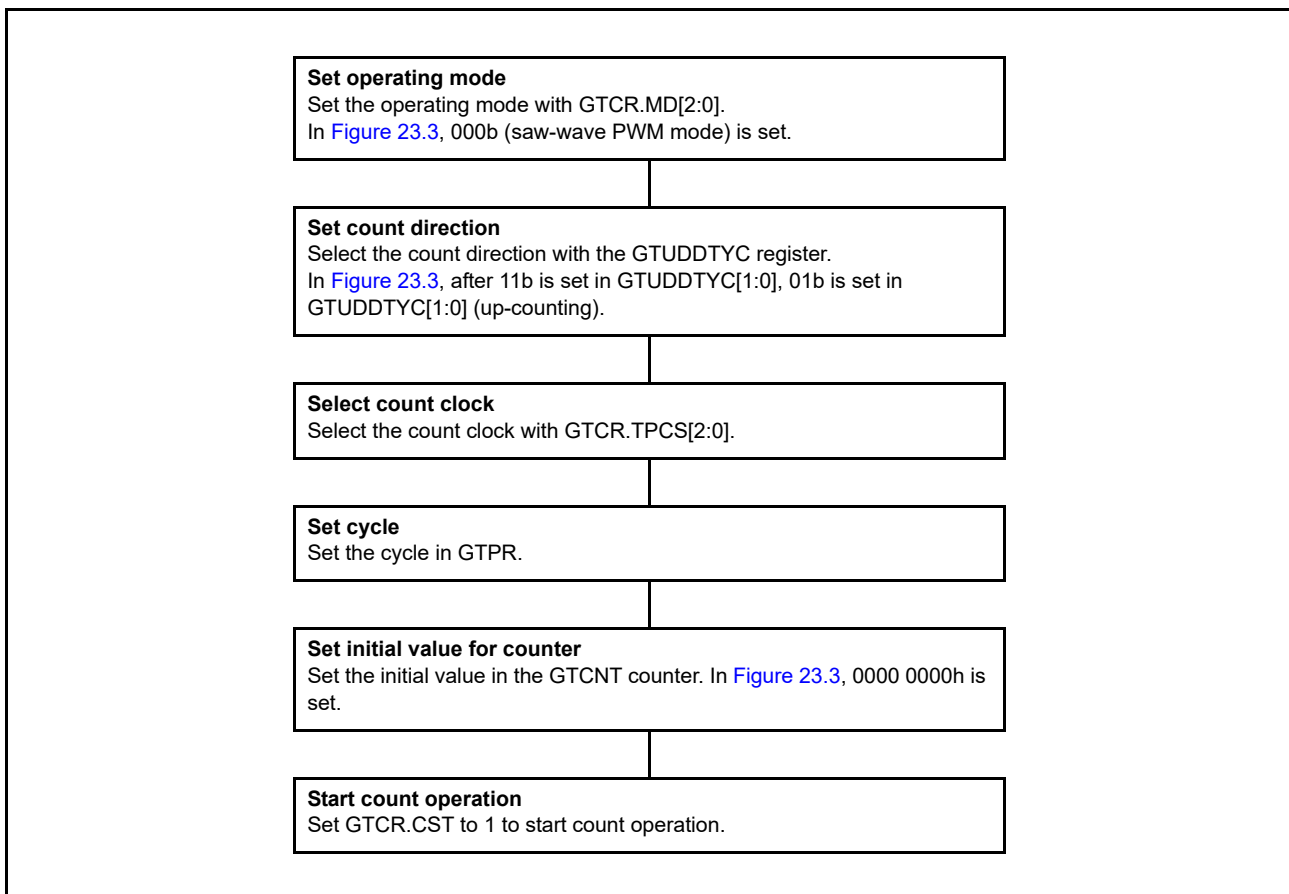 Set operating mode
Set the operating mode with GTCR.MD[2:0].
In Figure 23.3, 000b (saw-wave PWM mode) is set.
Set count direction
Select the count direction with the GTUDDTYC register.
In Figure 23.3, after 11b is set in GTUDDTYC[1:0], 01b is set in
GTUDDTYC[1:0] (up-counting).
Select count clock
Select the count clock with GTCR.TPCS[2:0].
Set cycle
Set the cycle in GTPR.
Set initial value for counter
Set the initial value in the GTCNT counter. In Figure 23.3, 0000 0000h is
set.
Start count operation
Set GTCR.CST to 1 to start count operation.